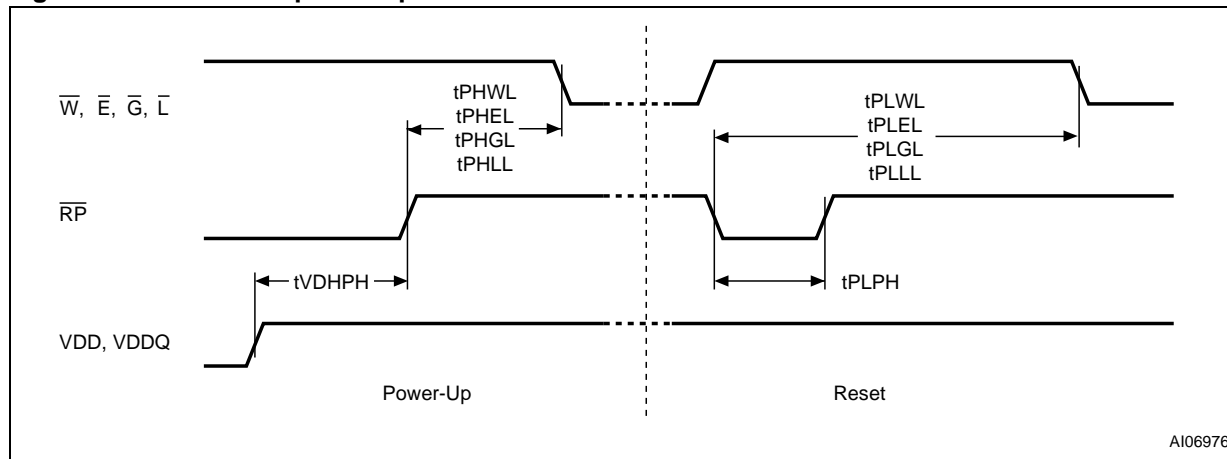 W, E, G, L
tPHWL
tPHEL
tPHGL
tPHLL
tPLWL
tPLEL
tPLGL
tPLLL
RP
tVDHPH
tPLPH
VDD, VDDQ
Power-Up
Reset
AI06976